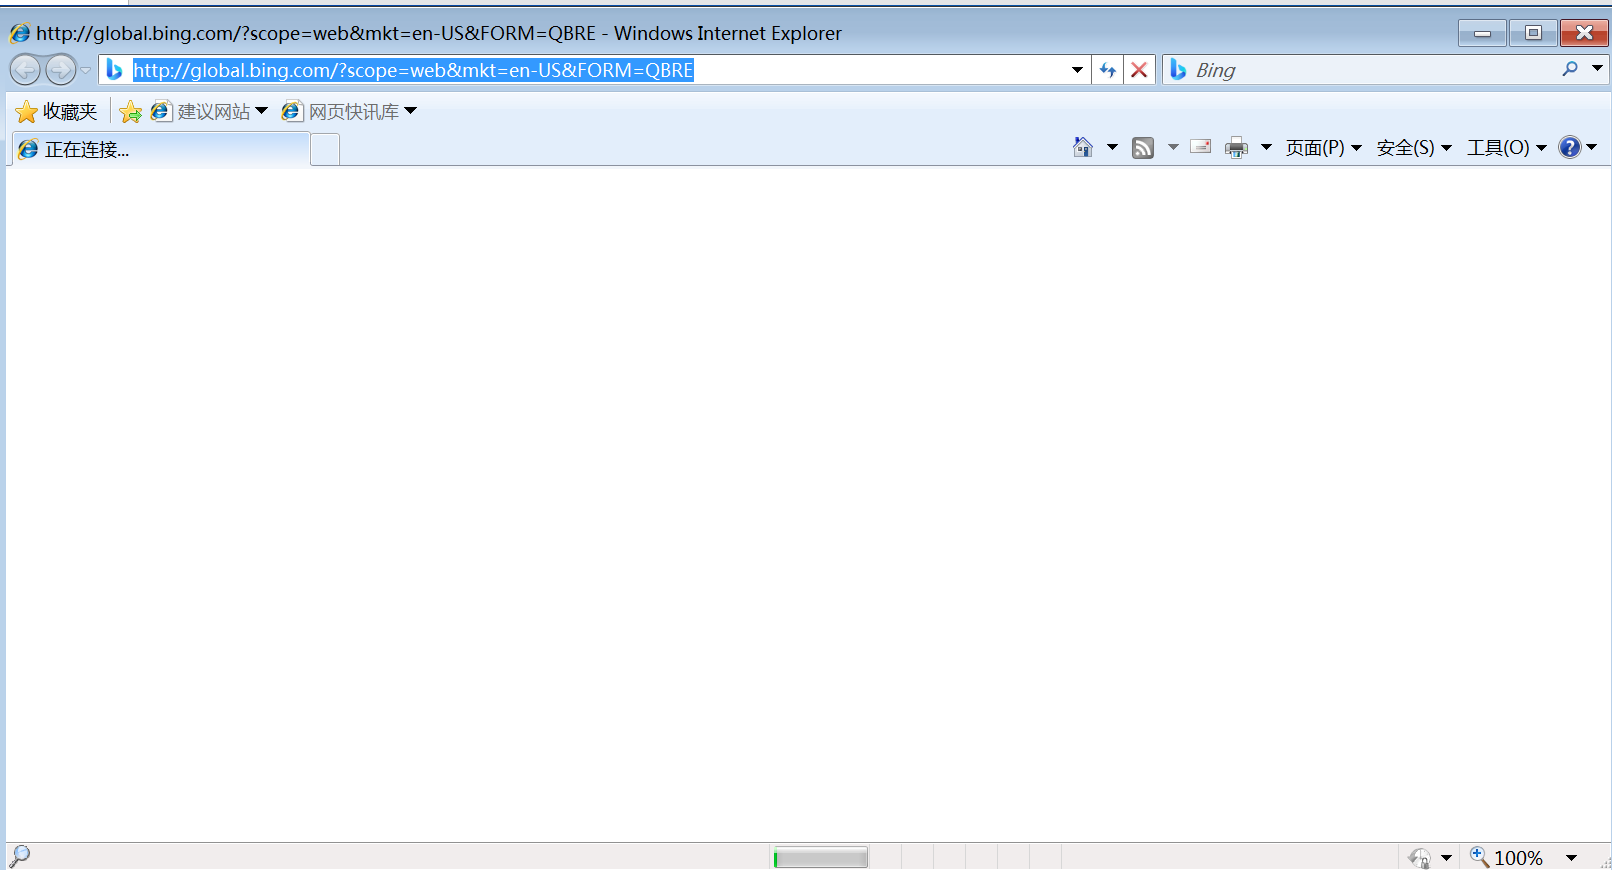 http://global.bing.com/?scope=web&mkt=en-US&FORM=QBRE - Windows Internet Explorer
http://global.bing.com/?scope=web&mkt=en-US&FORM=QBRE Bing
收藏夹 建议网站 网页快讯库
正在连接... 页面(P) 安全(S) 工具(O)
100%